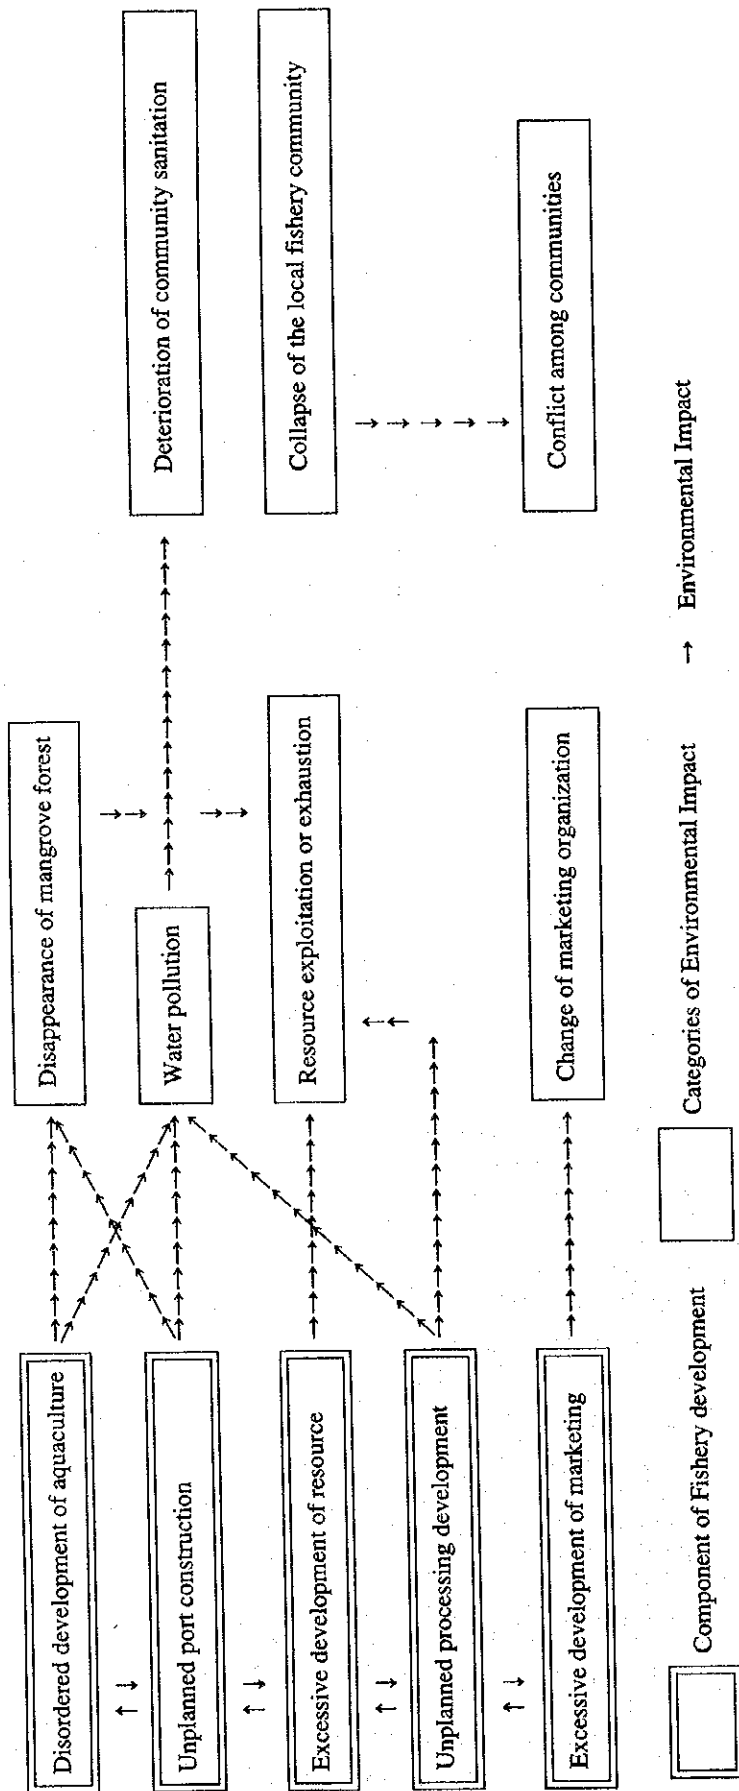 Disordered development of aquaculture
Unplanned port construction
Excessive development of resource
Unplanned processing development
Excessive development of marketing
Disappearance of mangrove forest
Water pollution
Resource exploitation or exhaustion
Change of marketing organization
Deterioration of community sanitation
Collapse of the local fishery community
Conflict among communities
Component of Fishery development
Categories of Environmental Impact
→ Environmental Impact